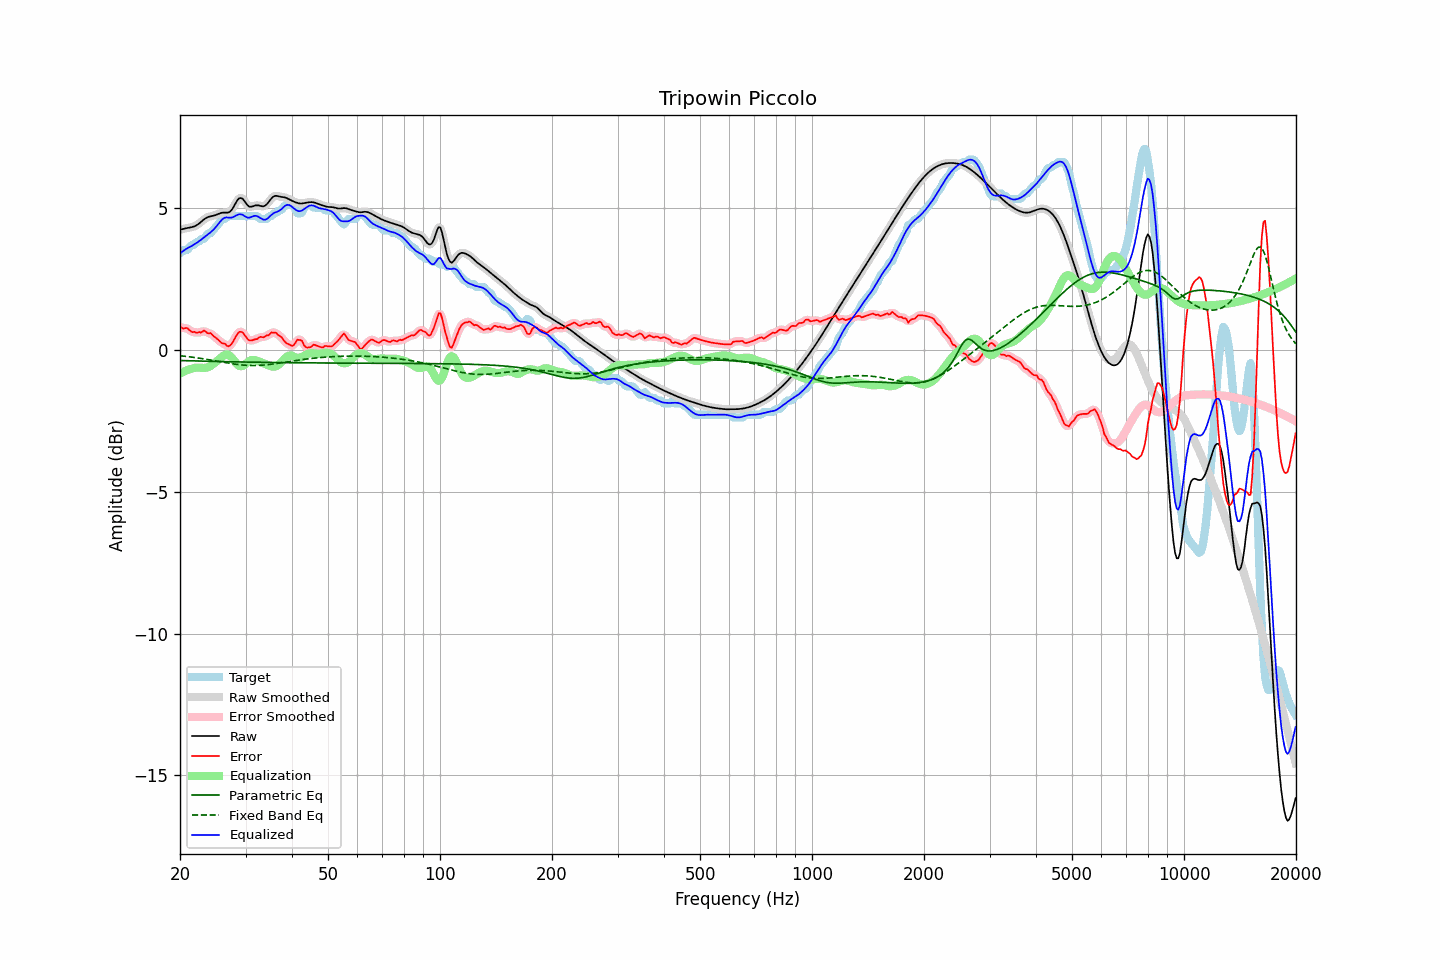 Tripowin Piccolo
Amplitude (dBr)
5
0
−5
−10
−15
Target
Raw Smoothed
Error Smoothed
Raw
Error
Equalization
Parametric Eq
Fixed Band Eq
Equalized
20 50 100 200 500 1000 2000 5000 10000 20000
Frequency (Hz)